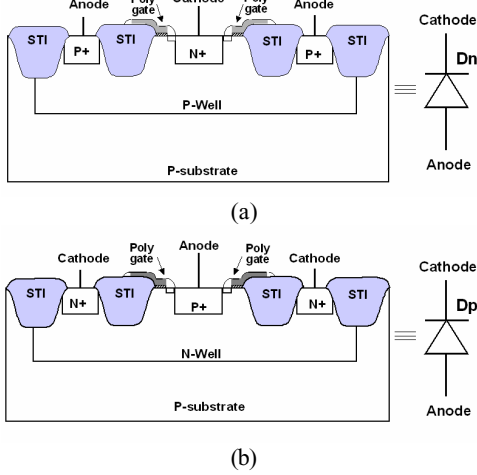 Anode Poly Cathode Poly Anode
gate gate
Cathode
STI P+ STI N+ STI P+ STI
Dn
P-Well
Anode
P-substrate
(a)
Cathode Poly gate Anode Poly gate Cathode
Cathode
STI N+ STI P+ STI N+ STI
Dp
N-Well
P-substrate
Anode
(b)